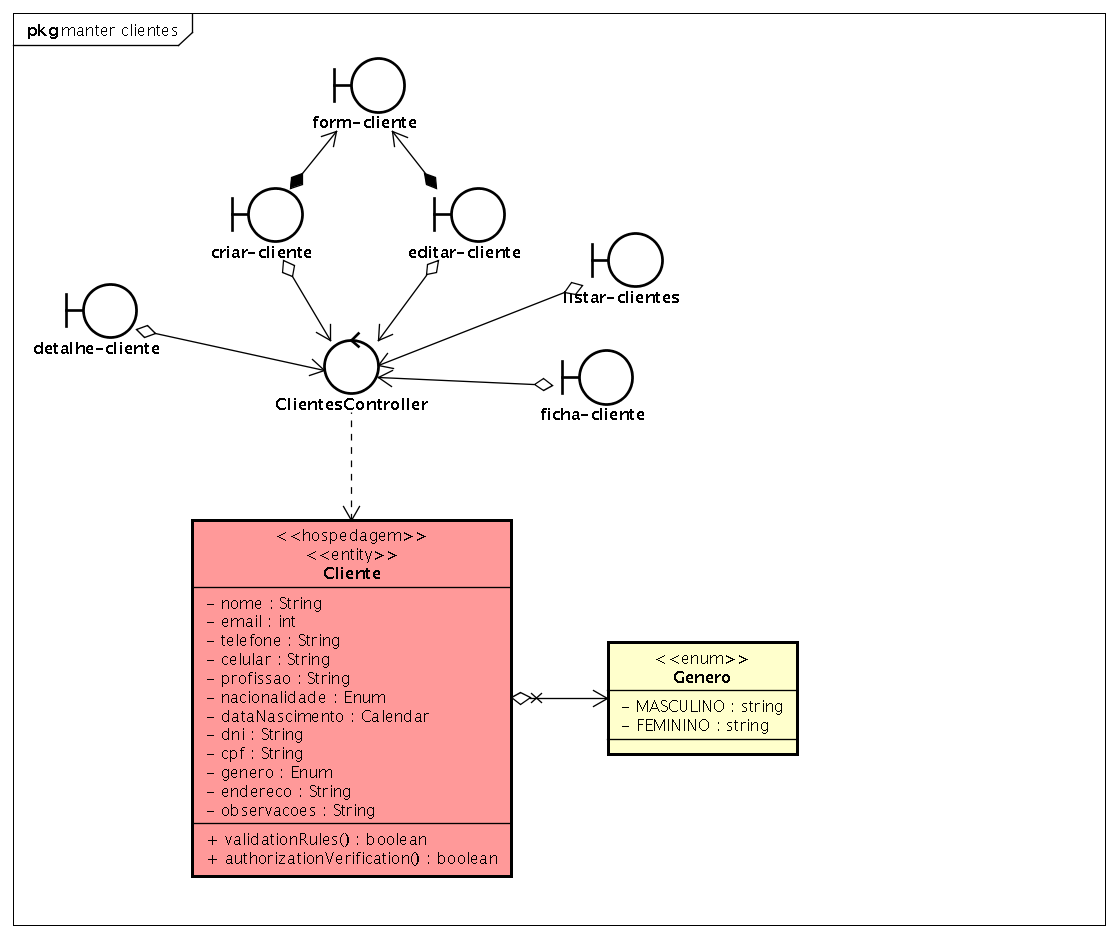 pkg manter clientes
form-cliente
criar-cliente
editar-cliente
listar-clientes
detalhe-cliente
ClientesController
ficha-cliente
<<hospedagem>>
<<entity>>
Cliente
- nome : String
- email : int
- telefone : String
- celular : String
- profissao : String
- nacionalidade : Enum
- dataNascimento : Calendar
- dni : String
- cpf : String
- genero : Enum
- endereco : String
- observacoes : String
+ validationRules() : boolean
+ authorizationVerification() : boolean
<<enum>>
Genero
- MASCULINO : string
- FEMININO : string